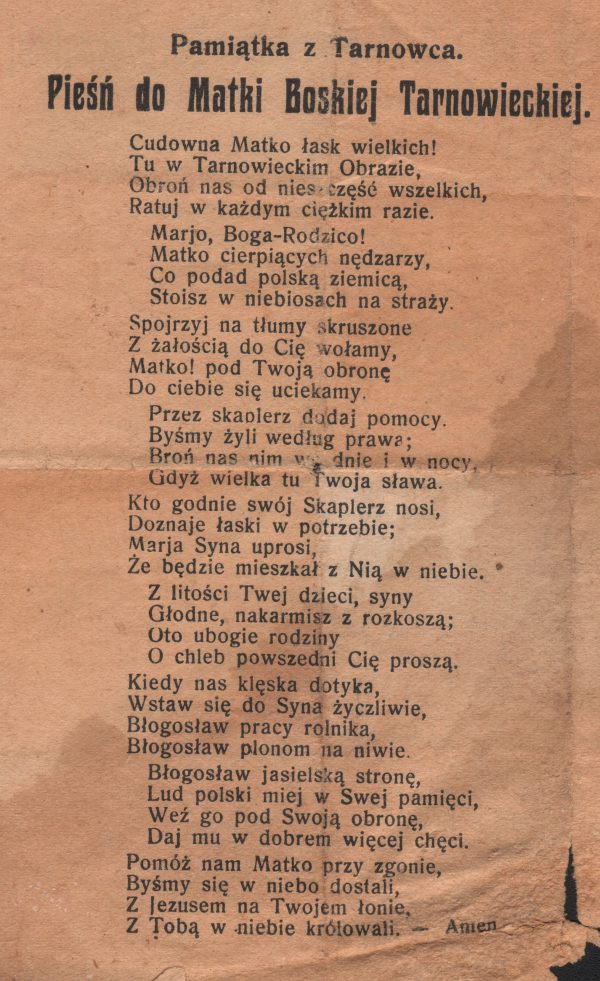 Pamiątka z Tarnowca.
Pieśń do Matki Boskiej Tarnowieckiej.
Cudowna Matko łask wielkich!
Tu w Tarnowieckim Obrazie,
Obroń nas od nieszczęść wszelkich,
Ratuj w każdym ciężkim razie.
Marjo, Boga-Rodzico!
Matko cierpiących nędzarzy,
Co podad polską ziemicą,
Stoisz w niebiosach na straży.
Spojrzyj na tłumy skruszone
Z żałością do Cię wołamy,
Matko! pod Twoją obronę
Do ciebie się uciekamy.
Przez skaplerz dodaj pomocy.
Byśmy żyli według prawa;
Broń nas nim we dnie i w nocy,
Gdyż wielka tu Twoja sława.
Kto godnie swój Skaplerz nosi,
Doznaje łaski w potrzebie;
Marja Syna uprosi,
Że będzie mieszkał z Nią w niebie.
Z litości Twej dzieci, syny
Głodne, nakarmisz z rozkoszą;
Oto ubogie rodziny
O chleb powszedni Cię proszą.
Kiedy nas klęska dotyka,
Wstaw się do Syna życzliwie,
Błogosław pracy rolnika,
Błogosław plonom na niwie.
Błogosław jasielską stronę,
Lud polski miej w Swej pamięci,
Weź go pod Swoją obronę,
Daj mu w dobrem więcej chęci.
Pomóż nam Matko przy zgonie,
Byśmy się w niebo dostali,
Z Jezusem na Twojem łonie,
Z Tobą w niebie królowali. — Amen